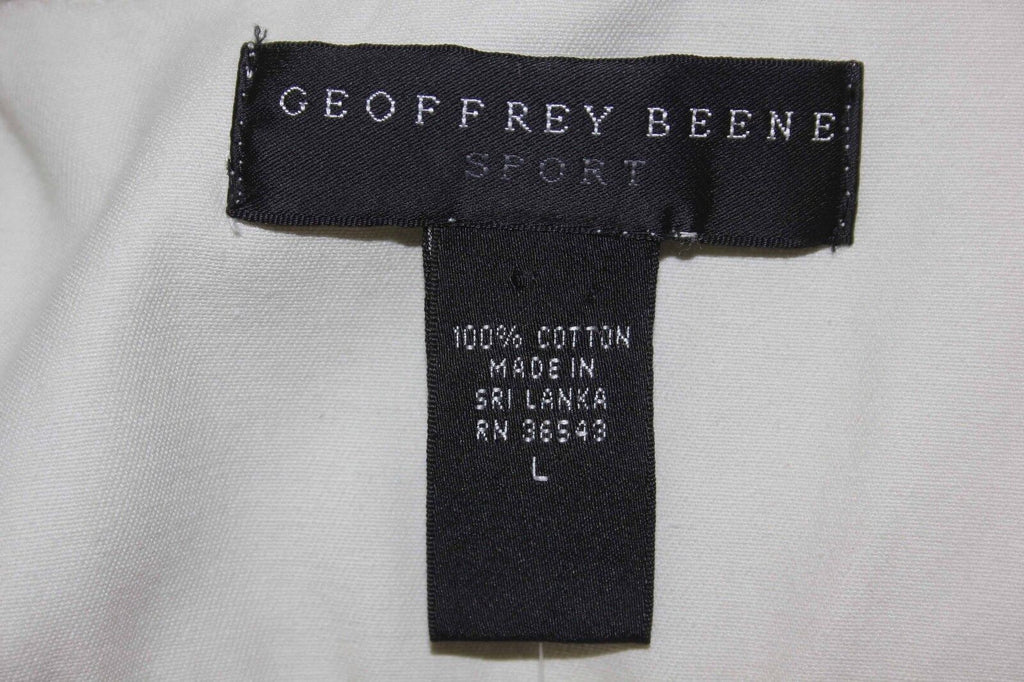 GEOFFREY BEENE
SPORT
100% COTTON
MADE IN
SRI LANKA
RN 36543
L